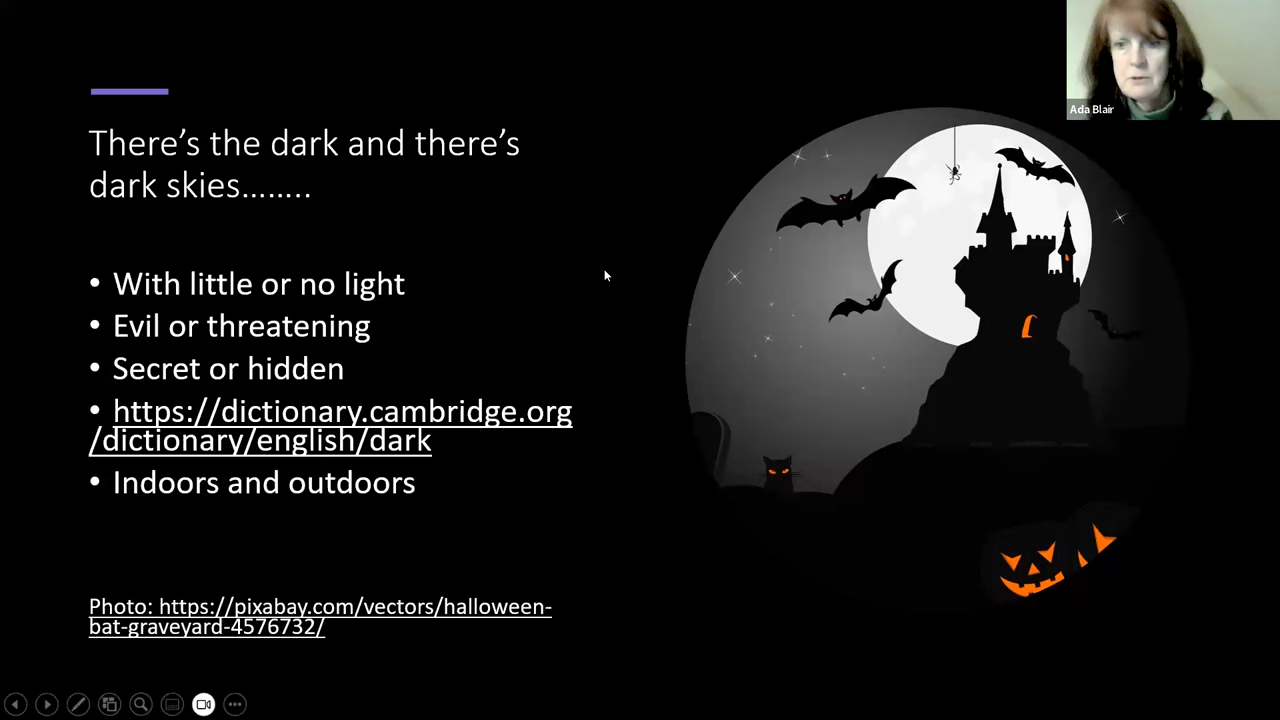 Ada Blair
There's the dark and there's
dark skies........
• With little or no light
• Evil or threatening
• Secret or hidden
• https://dictionary.cambridge.org
/dictionary/english/dark
• Indoors and outdoors
Photo: https://pixabay.com/vectors/halloween-
bat-graveyard-4576732/